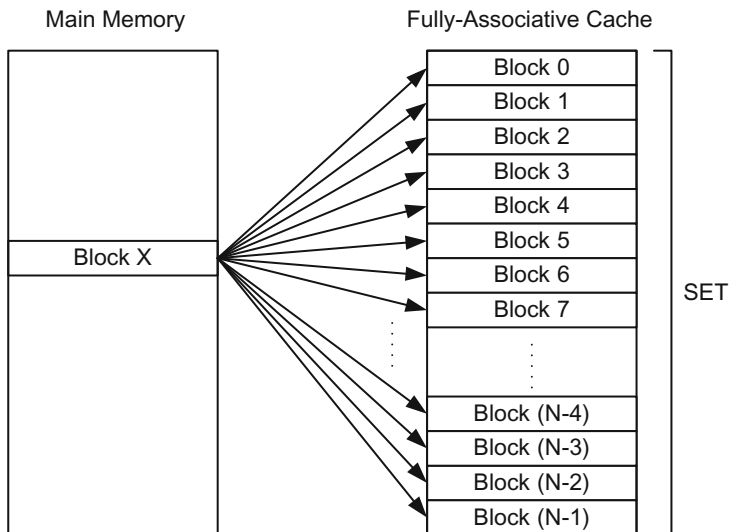 Main Memory
Fully-Associative Cache
Block 0
Block 1
Block 2
Block 3
Block 4
Block 5
Block X
Block 6
Block 7
SET
Block (N-4)
Block (N-3)
Block (N-2)
Block (N-1)